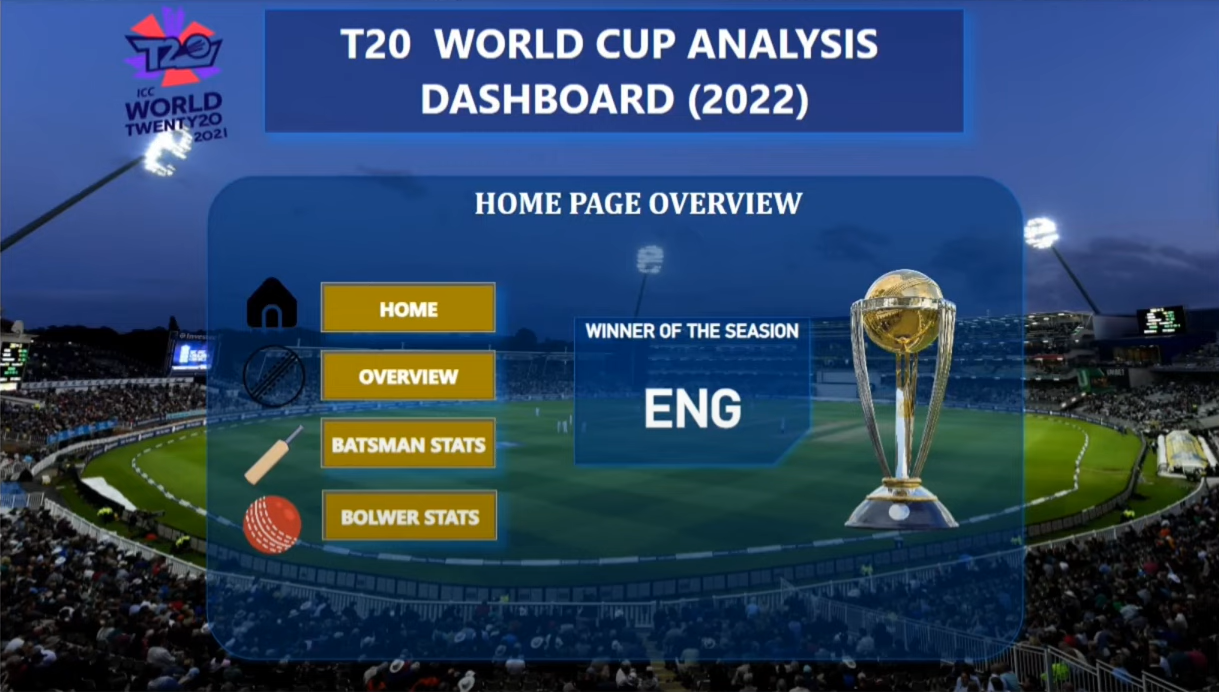 T20
ICC
WORLD
TWENTY20
2021
T20 WORLD CUP ANALYSIS
DASHBOARD (2022)
HOME PAGE OVERVIEW
HOME
WINNER OF THE SEASION
OVERVIEW
ENG
BATSMAN STATS
BOLWER STATS